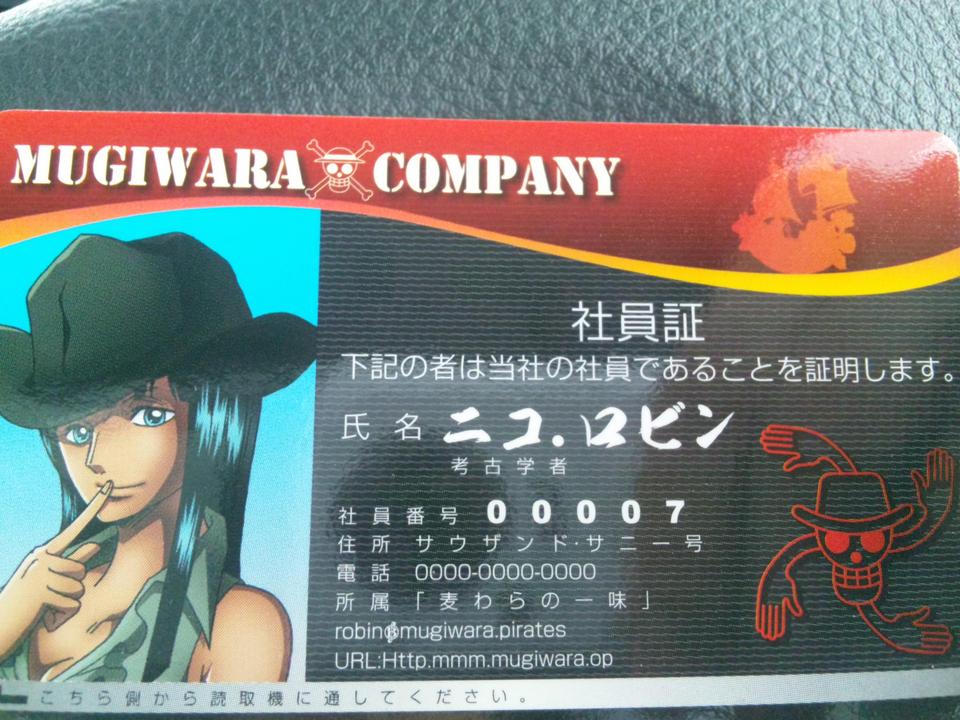 MUGIWARA COMPANY
社員証
下記の者は当社の社員であることを証明します。
氏名 ニコ.ロビン
考古学者
社員番号 00007
住所 サウザンド・サニー号
電話 0000-0000-0000
所属 「麦わらの一味」
robin@mugiwara.pirates
URL:Http.mmm.mugiwara.op
こちら側から読取機に通してください。